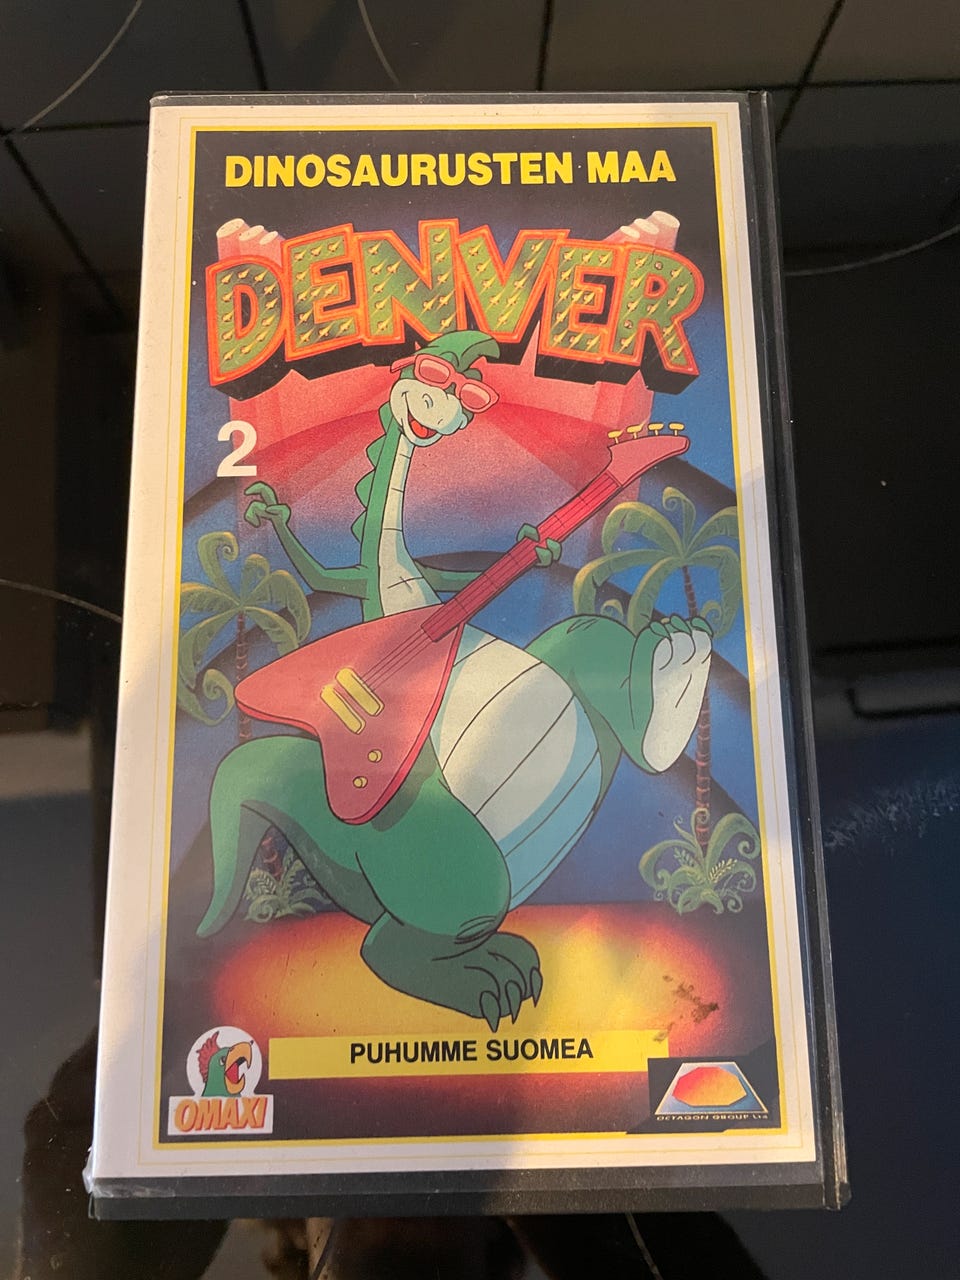 DINOSAURUSTEN MAA
DENVER
2
PUHUMME SUOMEA
OMAXI
OCTAGON GROUP Ltd